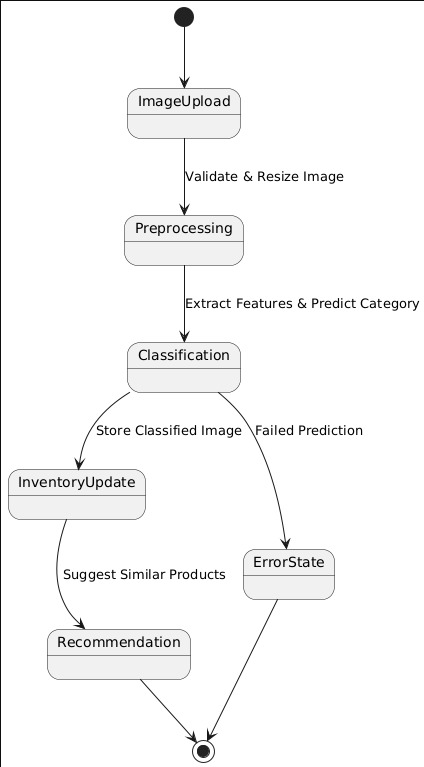 ImageUpload
Validate & Resize Image
Preprocessing
Extract Features & Predict Category
Classification
Store Classified Image
Failed Prediction
InventoryUpdate
ErrorState
Suggest Similar Products
Recommendation